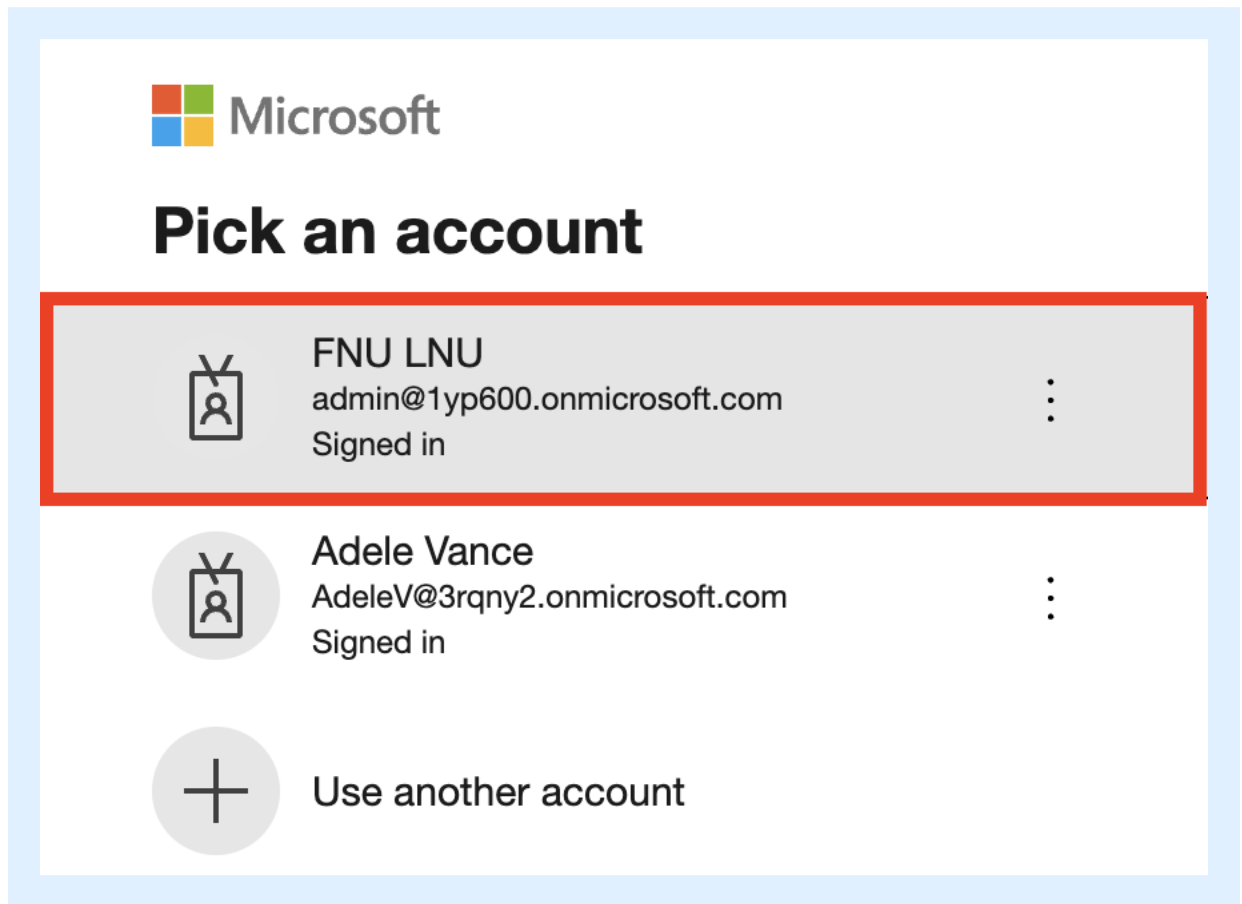 Microsoft
Pick an account
FNU LNU
admin@1yp600.onmicrosoft.com
Signed in
Adele Vance
AdeleV@3rqny2.onmicrosoft.com
Signed in
Use another account